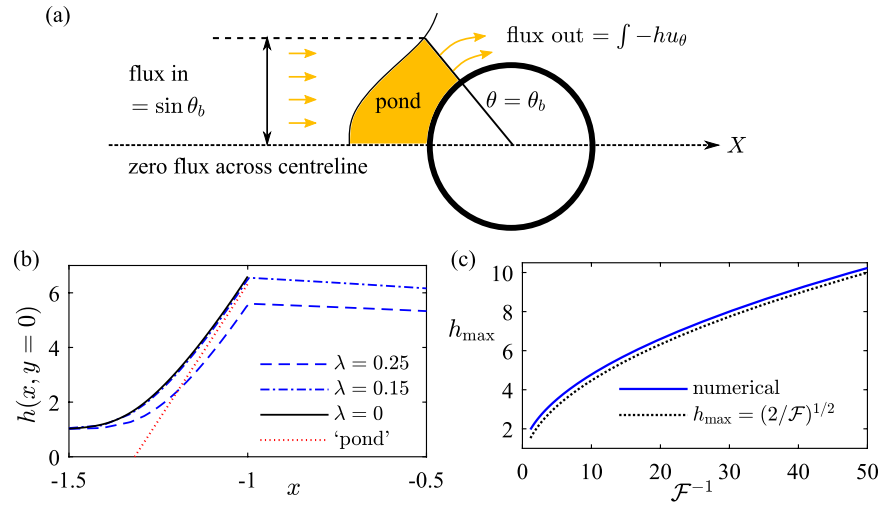 (a)
flux in
= sin θ_b
flux out = ∫ −hu_θ
pond
θ = θ_b
X
zero flux across centreline
(b)
h(x, y = 0)
6
4
2
0
-1.5
-1
-0.5
x
λ = 0.25
λ = 0.15
λ = 0
'pond'
(c)
h_max
10
8
6
4
2
0
10
20
30
40
50
F^{-1}
numerical
h_max = (2/F)^{1/2}